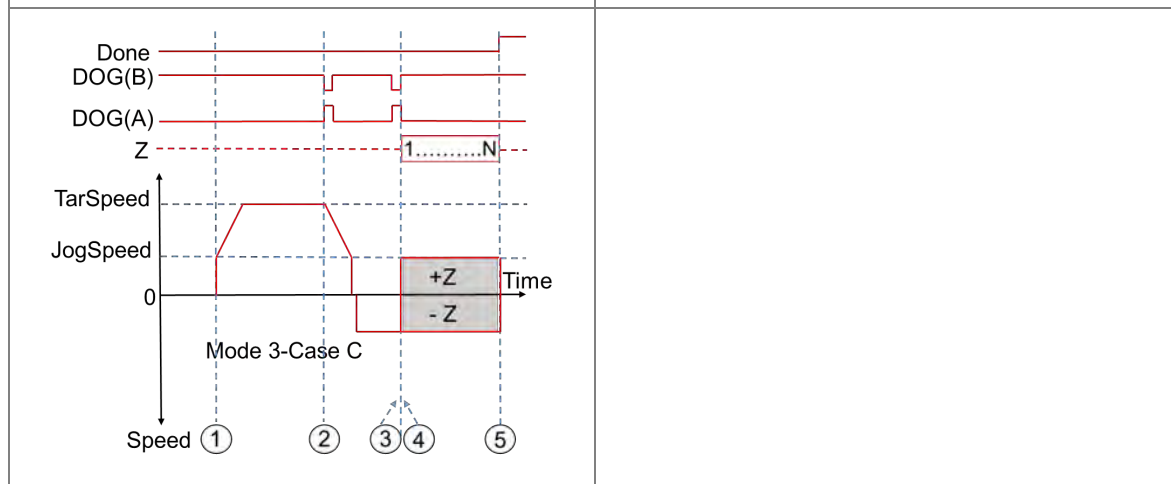 Done
DOG(B)
DOG(A)
Z
1..........N
TarSpeed
JogSpeed
+Z
Time
0
- Z
Mode 3-Case C
Speed 1 2 3 4 5